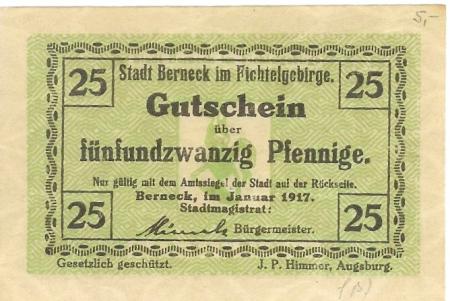 5,-
25 Stadt Berneck im Fichtelgebirge. 25
Gutschein
über
fünfundzwanzig Pfennige.
Nur gültig mit dem Amtssiegel der Stadt auf der Rückseite.
25 Berneck, im Januar 1917. 25
Stadtmagistrat:
Bürgermeister.
Gesetzlich geschützt. J. P. Himmer, Augsburg.